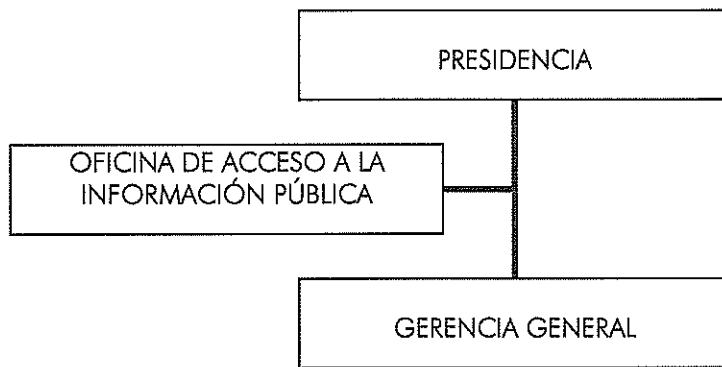 PRESIDENCIA
OFICINA DE ACCESO A LA
INFORMACIÓN PÚBLICA
GERENCIA GENERAL